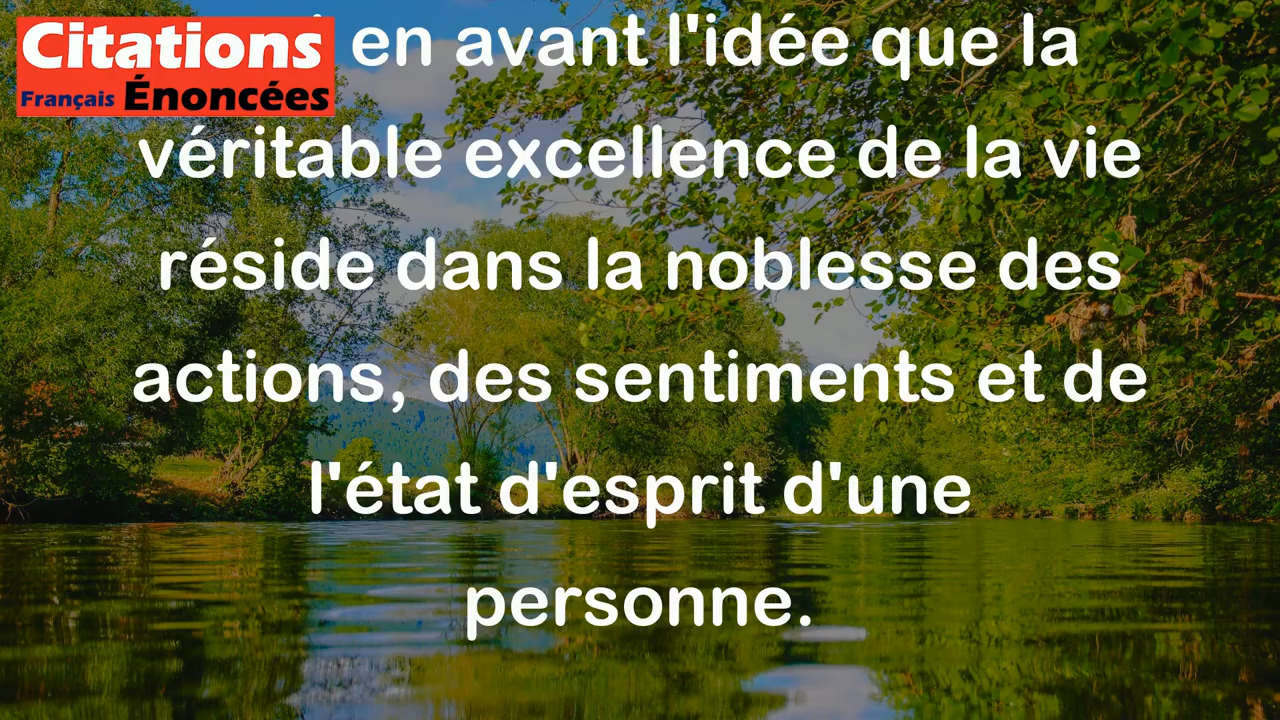 Citations
Français Énoncées
en avant l'idée que la
véritable excellence de la vie
réside dans la noblesse des
actions, des sentiments et de
l'état d'esprit d'une
personne.